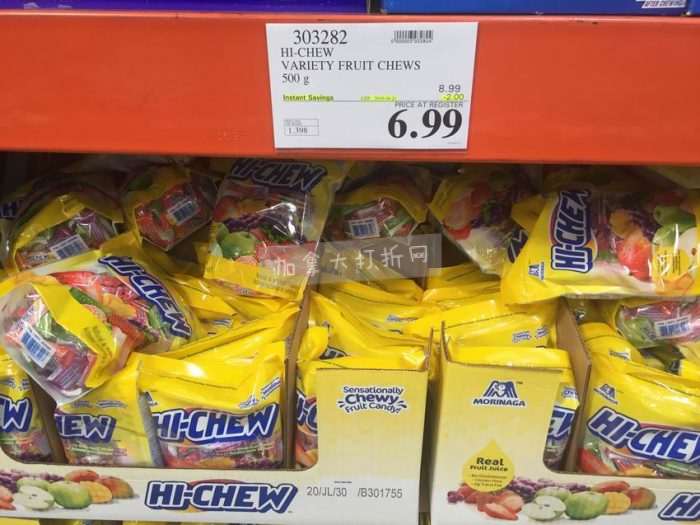 303282
HI-CHEW
VARIETY FRUIT CHEWS
500 g
8.99
Instant Savings
-2.00
PRICE AT REGISTER
1.398
6.99
HI-CHEW
HI-CHEW
HI-CHEW
加拿大打折网
HI-CHEW
HI-CHEW
HI-CHEW
Sensationally
Chewy
Fruit Candy!
MORINAGA
Real
Fruit Juice
HI-CHEW
20/JL/30 /B301755